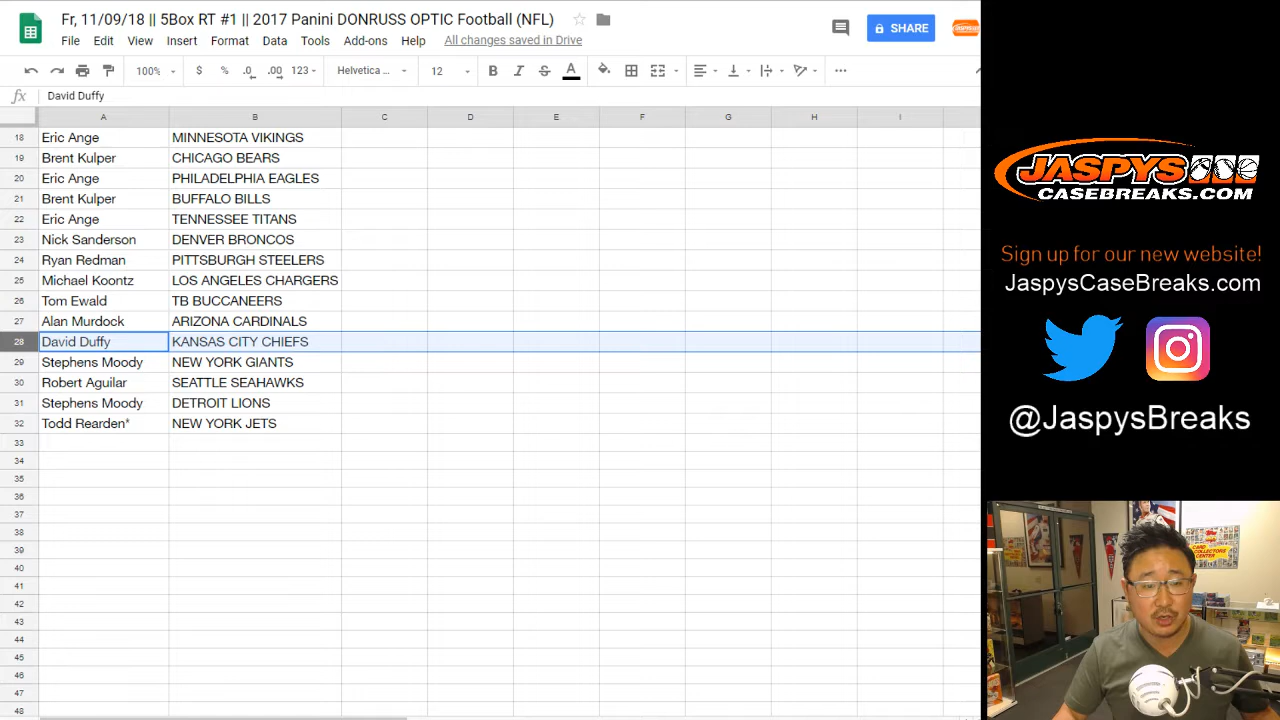 Fr, 11/09/18 || 5Box RT #1 || 2017 Panini DONRUSS OPTIC Football (NFL)
File Edit View Insert Format Data Tools Add-ons Help All changes saved in Drive
SHARE
100% $ % .0 .00 123 Helvetica ... 12 B I S A
fx David Duffy
A B C D E F G H I
18 Eric Ange MINNESOTA VIKINGS
19 Brent Kulper CHICAGO BEARS
20 Eric Ange PHILADELPHIA EAGLES
21 Brent Kulper BUFFALO BILLS
22 Eric Ange TENNESSEE TITANS
23 Nick Sanderson DENVER BRONCOS
24 Ryan Redman PITTSBURGH STEELERS
25 Michael Koontz LOS ANGELES CHARGERS
26 Tom Ewald TB BUCCANEERS
27 Alan Murdock ARIZONA CARDINALS
28 David Duffy KANSAS CITY CHIEFS
29 Stephens Moody NEW YORK GIANTS
30 Robert Aguilar SEATTLE SEAHAWKS
31 Stephens Moody DETROIT LIONS
32 Todd Rearden* NEW YORK JETS
33
34
35
36
37
38
39
40
41
42
43
44
45
46
47
48
JASPYS
CASEBREAKS.COM
Sign up for our new website!
JaspysCaseBreaks.com
@JaspysBreaks
CARD
COLLECTORS
CENTER